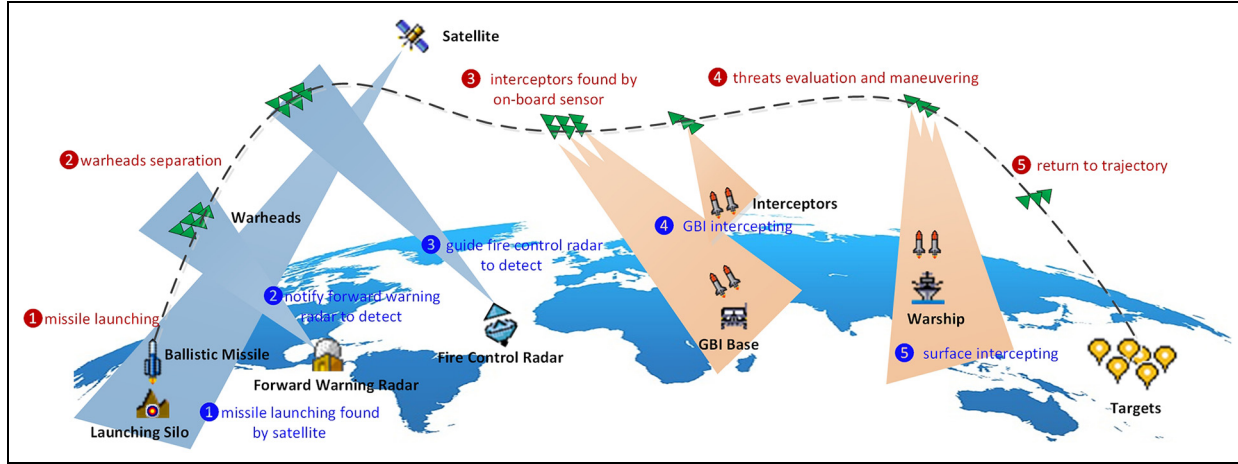 Satellite
3 interceptors found by
on-board sensor
4 threats evaluation and maneuvering
2 warheads separation
5 return to trajectory
Warheads
Interceptors
4 GBI intercepting
3 guide fire control radar
to detect
2 notify forward warning
radar to detect
1 missile launching
Warship
GBI Base
Ballistic Missile
Fire Control Radar
5 surface intercepting
Forward Warning Radar
1 missile launching found
by satellite
Launching Silo
Targets